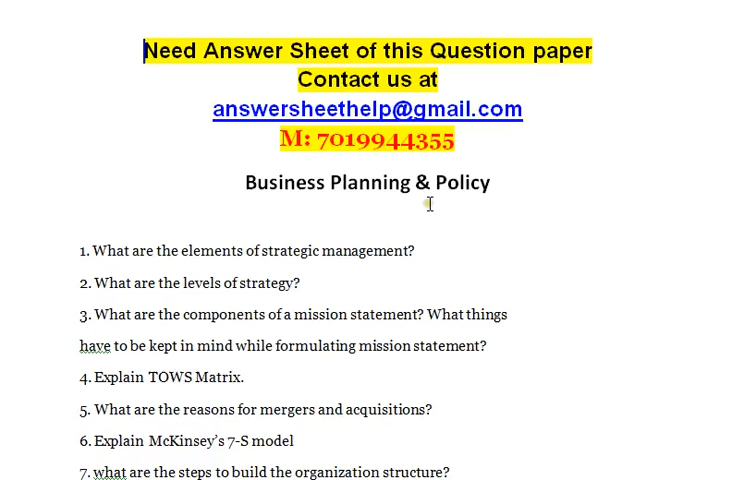 Need Answer Sheet of this Question paper
Contact us at
answersheethelp@gmail.com
M: 7019944355
Business Planning & Policy
1. What are the elements of strategic management?
2. What are the levels of strategy?
3. What are the components of a mission statement? What things
have to be kept in mind while formulating mission statement?
4. Explain TOWS Matrix.
5. What are the reasons for mergers and acquisitions?
6. Explain McKinsey’s 7-S model
7. what are the steps to build the organization structure?